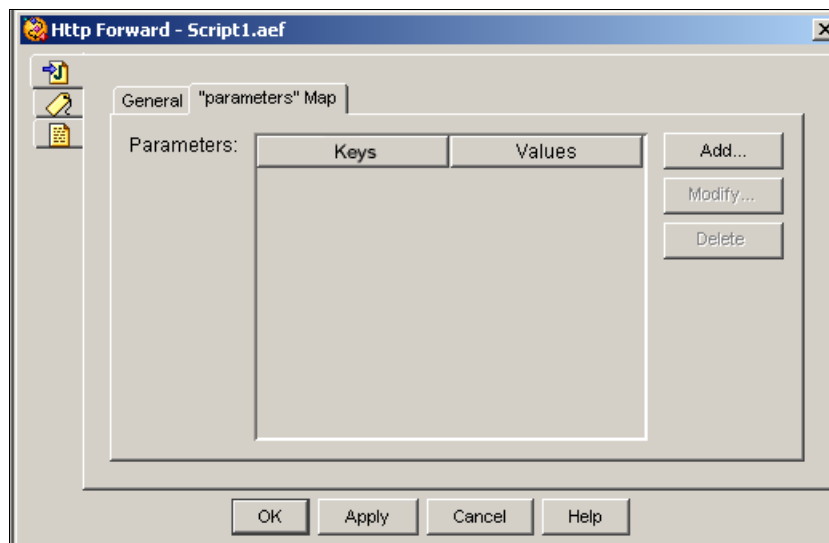 Http Forward - Script1.aef
General "parameters" Map
Parameters: Keys Values Add...
Modify...
Delete
OK Apply Cancel Help